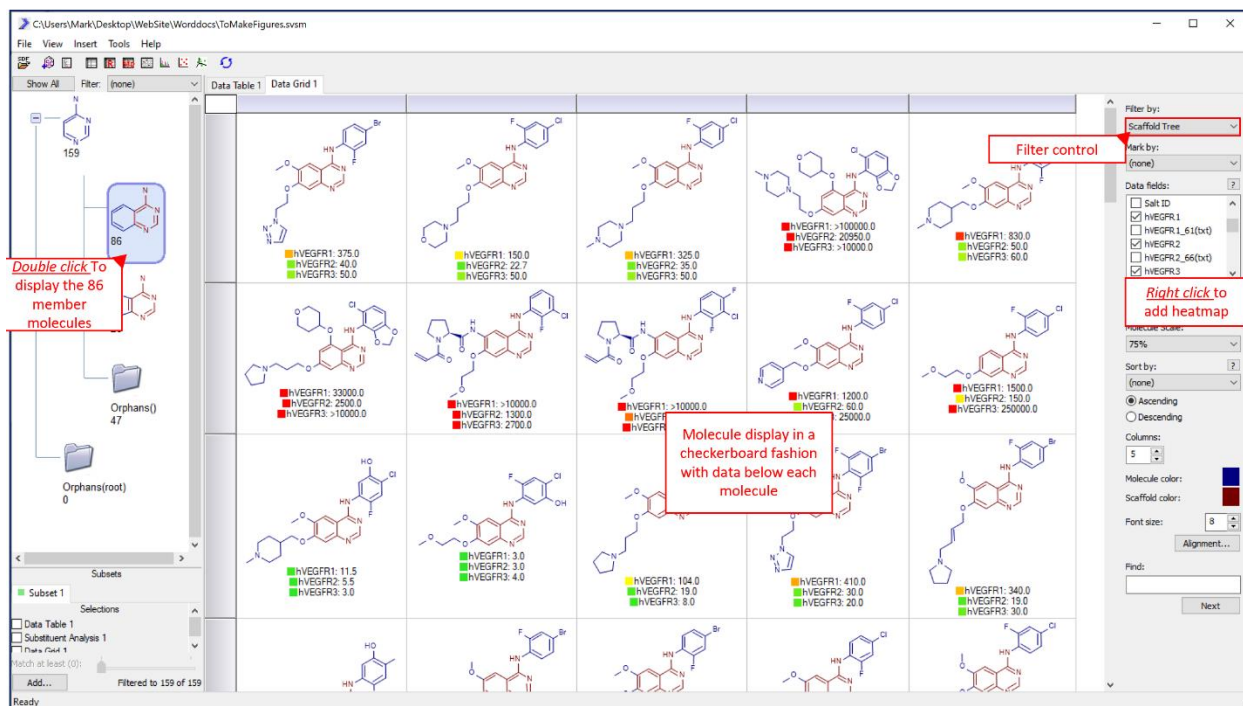 C:\Users\Mark\Desktop\WebSite\Worddocs\ToMakeFigures.svsm
File View Insert Tools Help
SDF
Show All Filter: (none)
Data Table 1 Data Grid 1
N
N
N
159
N
N
N
86
Double click To
display the 86
member
molecules
Orphans()
47
Orphans(root)
0
Subsets
Subset 1
Selections
Data Table 1
Substituent Analysis 1
Data Grid 1
Match at least (0):
Add... Filtered to 159 of 159
Ready
hVEGFR1: 375.0
hVEGFR2: 40.0
hVEGFR3: 50.0
hVEGFR1: 150.0
hVEGFR2: 22.7
hVEGFR3: 50.0
hVEGFR1: 325.0
hVEGFR2: 35.0
hVEGFR3: 50.0
hVEGFR1: >100000.0
hVEGFR2: 20950.0
hVEGFR3: >10000.0
hVEGFR1: 830.0
hVEGFR2: 50.0
hVEGFR3: 60.0
hVEGFR1: 33000.0
hVEGFR2: 2500.0
hVEGFR3: >10000.0
hVEGFR1: >10000.0
hVEGFR2: 1300.0
hVEGFR3: 2700.0
hVEGFR1: >10000.0
hVEGFR1: 1200.0
hVEGFR2: 60.0
25000.0
hVEGFR1: 1500.0
hVEGFR2: 150.0
hVEGFR3: 250000.0
Molecule display in a
checkerboard fashion
with data below each
molecule
hVEGFR1: 11.5
hVEGFR2: 5.5
hVEGFR3: 3.0
hVEGFR1: 3.0
hVEGFR2: 3.0
hVEGFR3: 4.0
hVEGFR1: 104.0
hVEGFR2: 19.0
hVEGFR3: 8.0
hVEGFR1: 410.0
hVEGFR2: 30.0
hVEGFR3: 20.0
hVEGFR1: 340.0
hVEGFR2: 19.0
hVEGFR3: 30.0
Filter by:
Scaffold Tree
Filter control
Mark by:
(none)
Data fields: ?
Salt ID
hVEGFR1
hVEGFR1_61(txt)
hVEGFR2
hVEGFR2_66(txt)
hVEGFR3
Right click to
add heatmap
Molecule Scale:
75%
Sort by: ?
(none)
Ascending
Descending
Columns:
5
Molecule color:
Scaffold color:
Font size: 8
Alignment...
Find:
Next